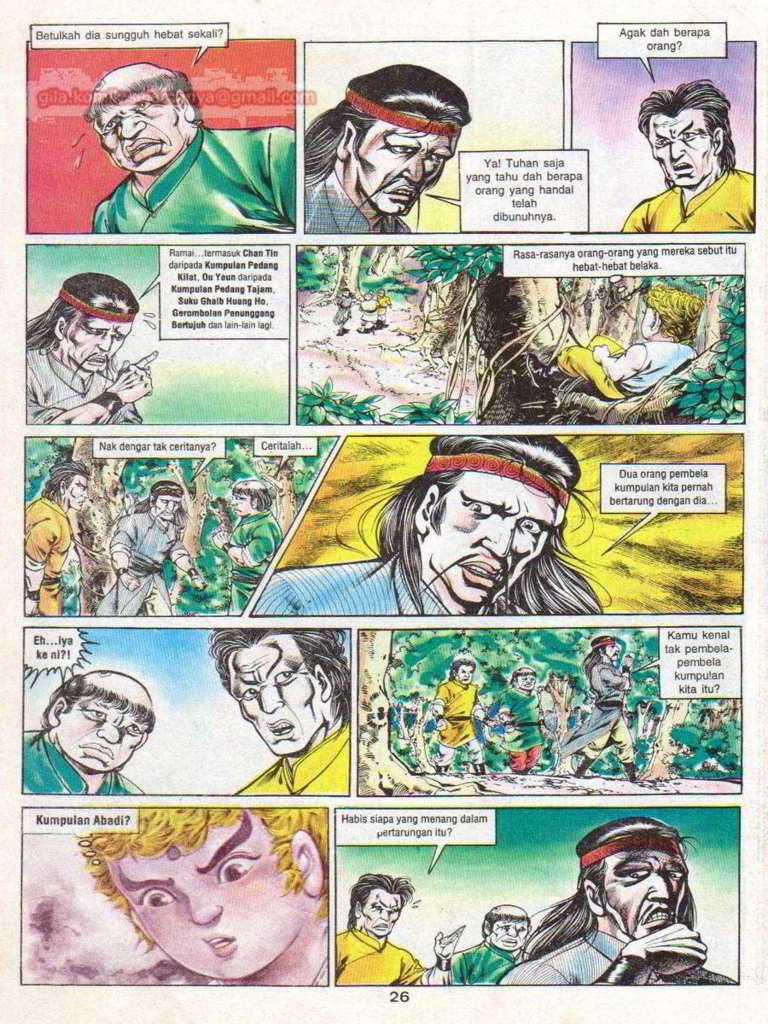 Betulkah dia sungguh hebat sekali?
Agak dah berapa
orang?
Ya! Tuhan saja
yang tahu dah berapa
orang yang handal
telah
dibunuhnya.
Ramai...termasuk Chan Tin
daripada Kumpulan Pedang
Kilat, Ou Yeun daripada
Kumpulan Pedang Tajam,
Suku Ghaib Huang Ho,
Gerombolan Penunggang
Bertujuh dan lain-lain lagi.
Rasa-rasanya orang-orang yang mereka sebut itu
hebat-hebat belaka.
Nak dengar tak ceritanya?
Ceritalah...
Dua orang pembela
kumpulan kita pernah
bertarung dengan dia...
Eh...iya
ke ni?!
Kamu kenal
tak pembela-
pembela
kumpulan
kita itu?
Kumpulan Abadi?
Habis siapa yang menang dalam
pertarungan itu?
26